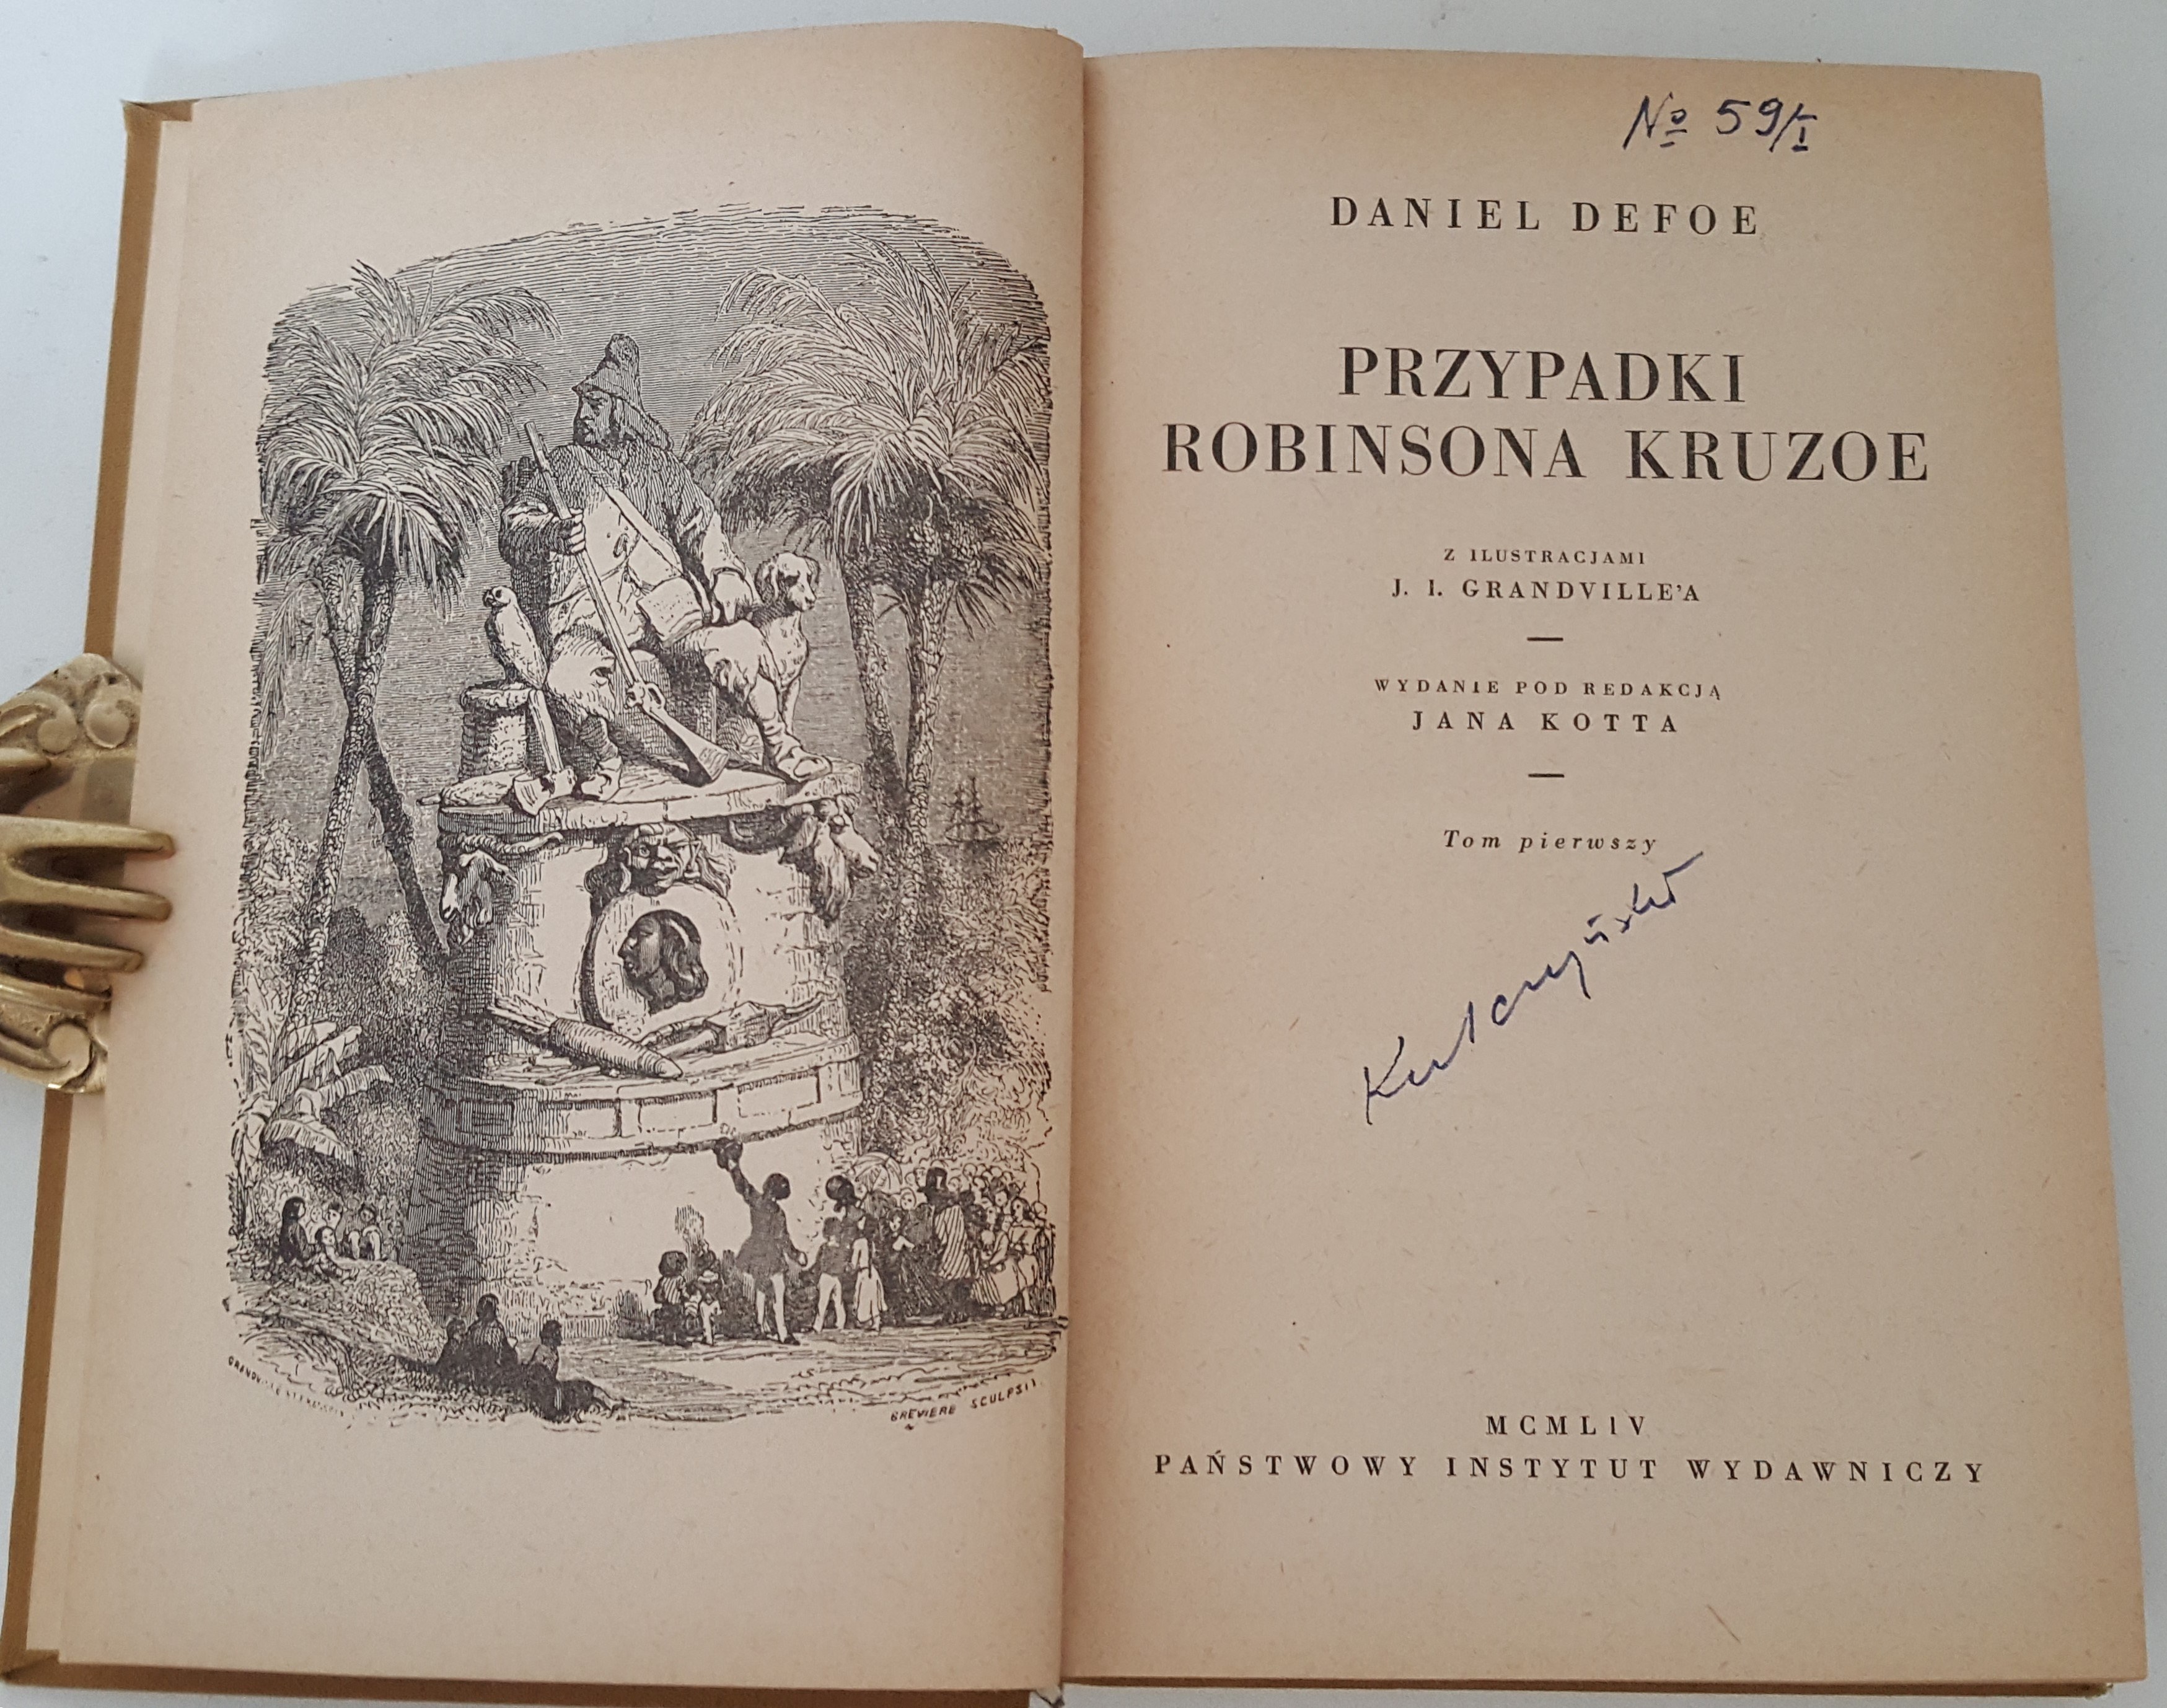 BREVIERE SCULPSIT
Nº 59/I
DANIEL DEFOE
PRZYPADKI
ROBINSONA KRUZOE
Z ILUSTRACJAMI
J. I. GRANDVILLE'A
WYDANIE POD REDAKCJĄ
JANA KOTTA
Tom pierwszy
MCMLIV
PAŃSTWOWY INSTYTUT WYDAWNICZY